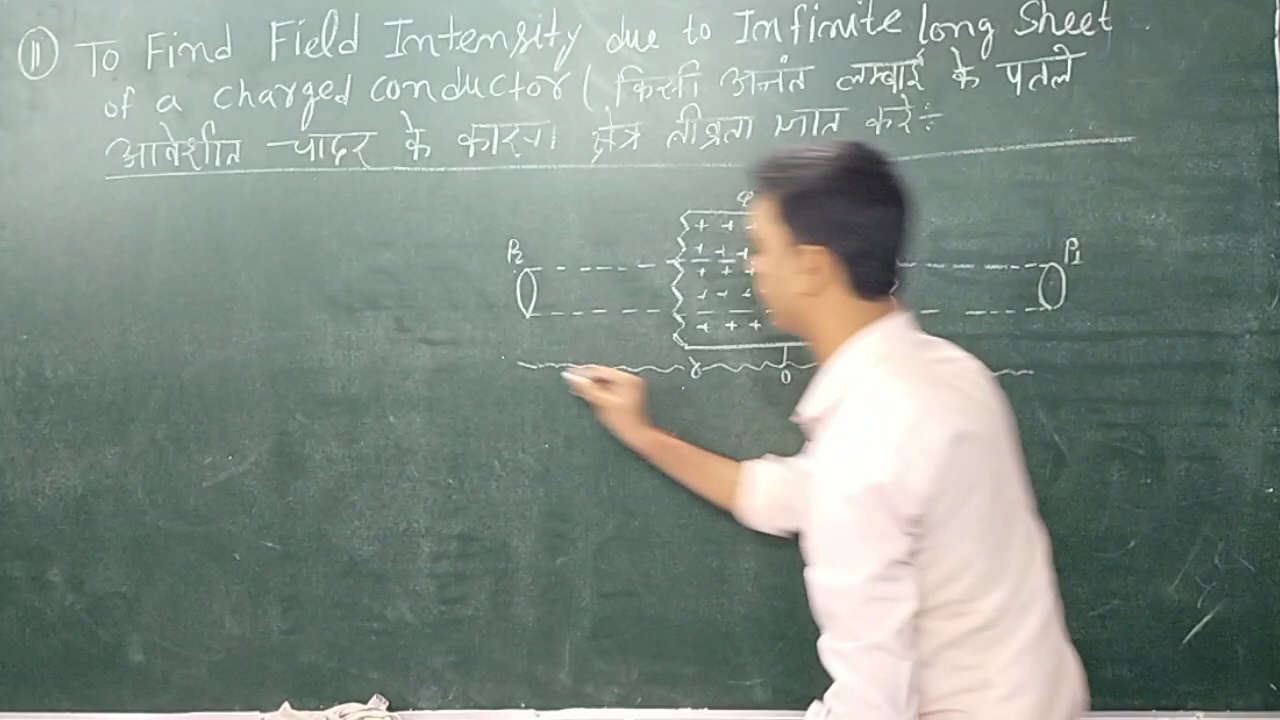 11 To Find Field Intensity due to Infinite long Sheet
of a charged conductor ( किसी अनंत लम्बाई के पतले
आवेशीत चादर के कारण क्षेत्र तीव्रता ज्ञात करें÷
P2 P1
+ + +
+ + +
+ + +
+ + +
+ + +
r
0